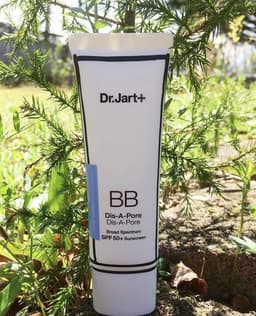 Dr.Jart+
BB
Dis-A-Pore
Dis-A-Pore
Broad Spectrum
SPF 50+ Sunscreen